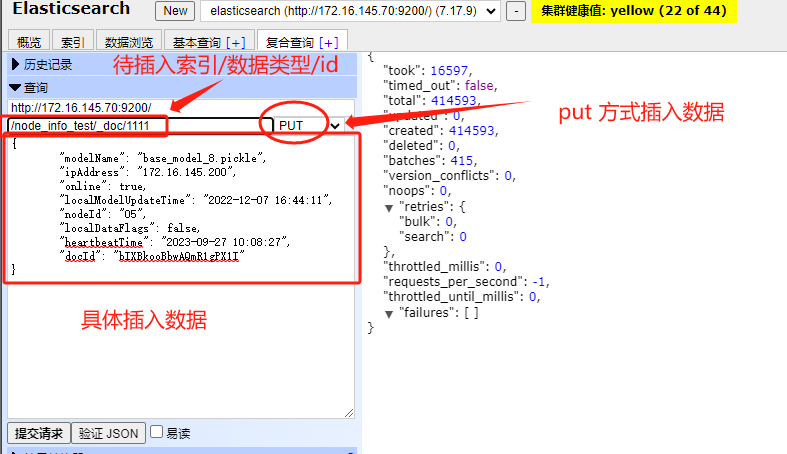 Elasticsearch New elasticsearch (http://172.16.145.70:9200/) (7.17.9) - 集群健康值: yellow (22 of 44)
概览 索引 数据浏览 基本查询 [+] 复合查询 [+]
历史记录
待插入索引/数据类型/id
查询
http://172.16.145.70:9200/
/node_info_test/_doc/1111 PUT
put 方式插入数据
{
"modelName": "base_model_8.pickle",
"ipAddress": "172.16.145.200",
"online": true,
"localModelUpdateTime": "2022-12-07 16:44:11",
"nodeId": "05",
"localDataFlags": false,
"heartbeatTime": "2023-09-27 10:08:27",
"docId": "bIXBkooBbwAQmR1gPX1I"
}
具体插入数据
提交请求 验证 JSON 易读
{
"took": 16597,
"timed_out": false,
"total": 414593,
"updated": 0,
"created": 414593,
"deleted": 0,
"batches": 415,
"version_conflicts": 0,
"noops": 0,
"retries": {
"bulk": 0,
"search": 0
},
"throttled_millis": 0,
"requests_per_second": -1,
"throttled_until_millis": 0,
"failures": [ ]
}